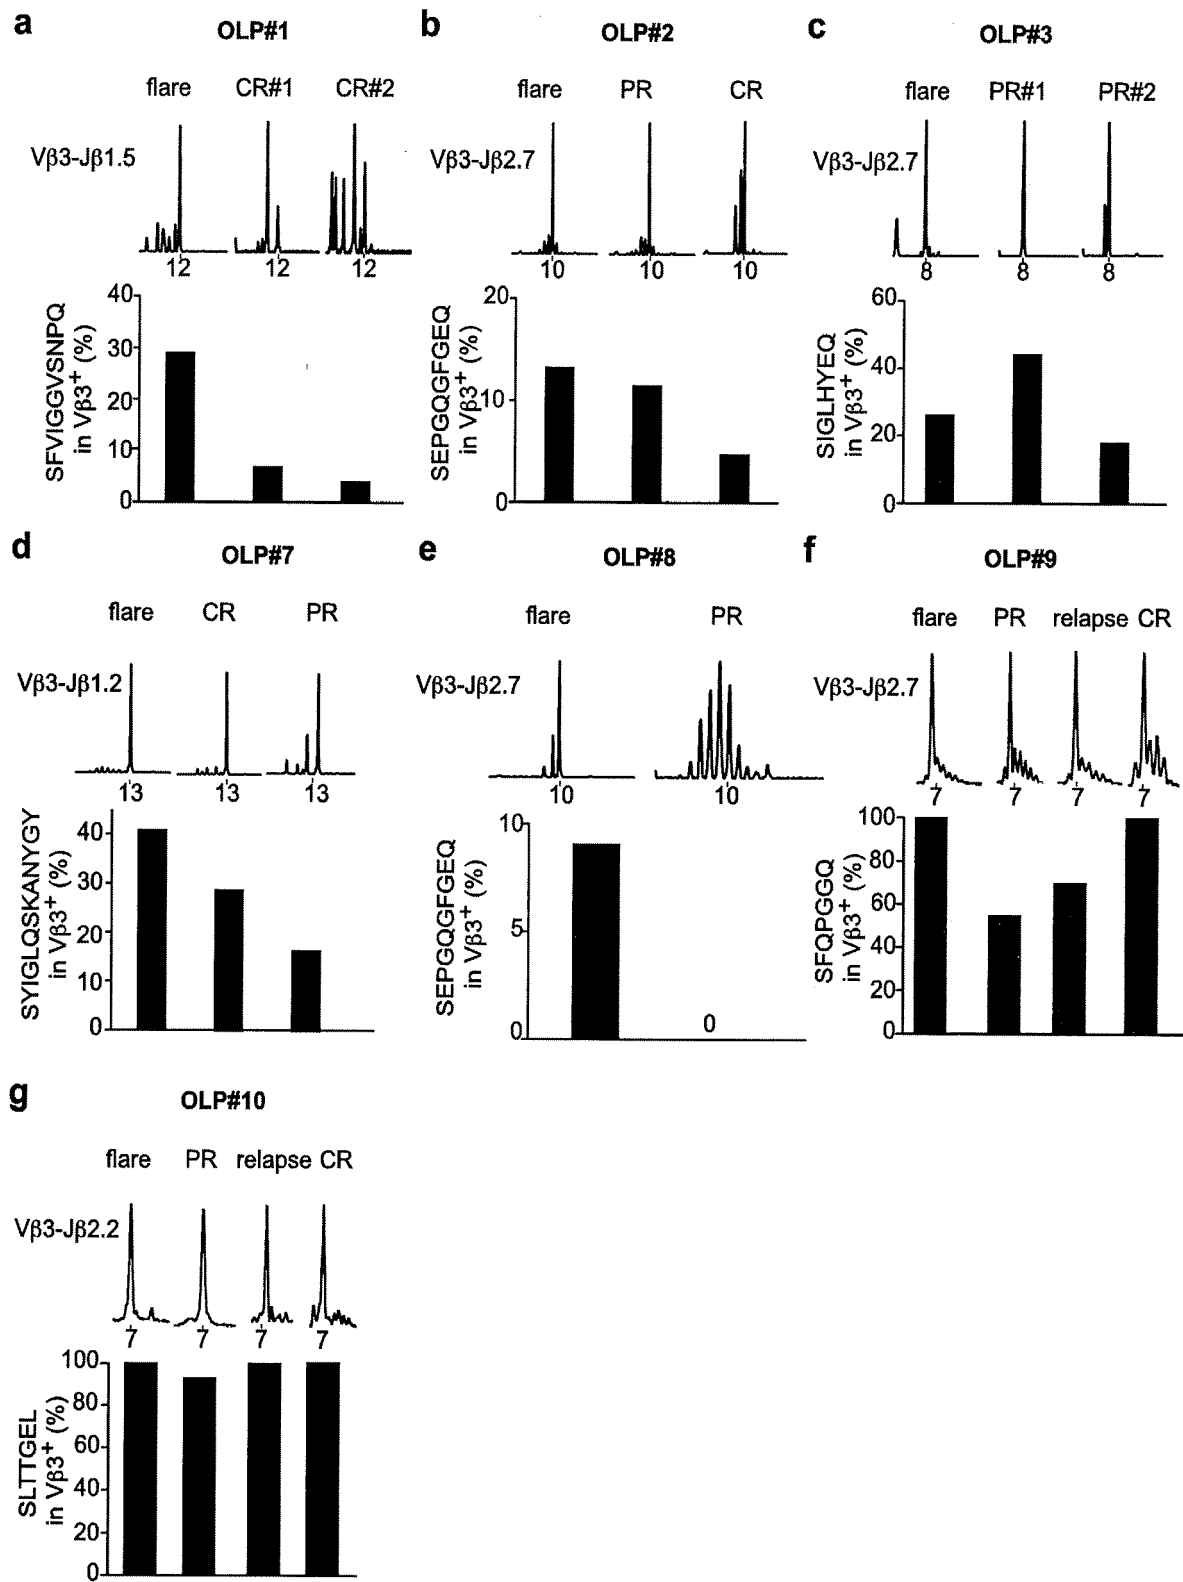 a
OLP#1
flare CR#1 CR#2
Vβ3-Jβ1.5
12 12 12
40
30
20
10
0
SFVIGGVSNPQ
in Vβ3+ (%)
b
OLP#2
flare PR CR
Vβ3-Jβ2.7
10 10 10
20
10
0
SEPGQGFGEQ
in Vβ3+ (%)
c
OLP#3
flare PR#1 PR#2
Vβ3-Jβ2.7
8 8 8
60
40
20
0
SIGLHYEQ
in Vβ3+ (%)
d
OLP#7
flare CR PR
Vβ3-Jβ1.2
13 13 13
40
30
20
10
0
SYIGLQSKANYGY
in Vβ3+ (%)
e
OLP#8
flare PR
Vβ3-Jβ2.7
10 10
10
5
0
0
SEPGQGFGEQ
in Vβ3+ (%)
f
OLP#9
flare PR relapse CR
Vβ3-Jβ2.7
7 7 7 7
100
80
60
40
20
0
SFQPGGQ
in Vβ3+ (%)
g
OLP#10
flare PR relapse CR
Vβ3-Jβ2.2
7 7 7 7
100
80
60
40
20
0
SLTTGEL
in Vβ3+ (%)